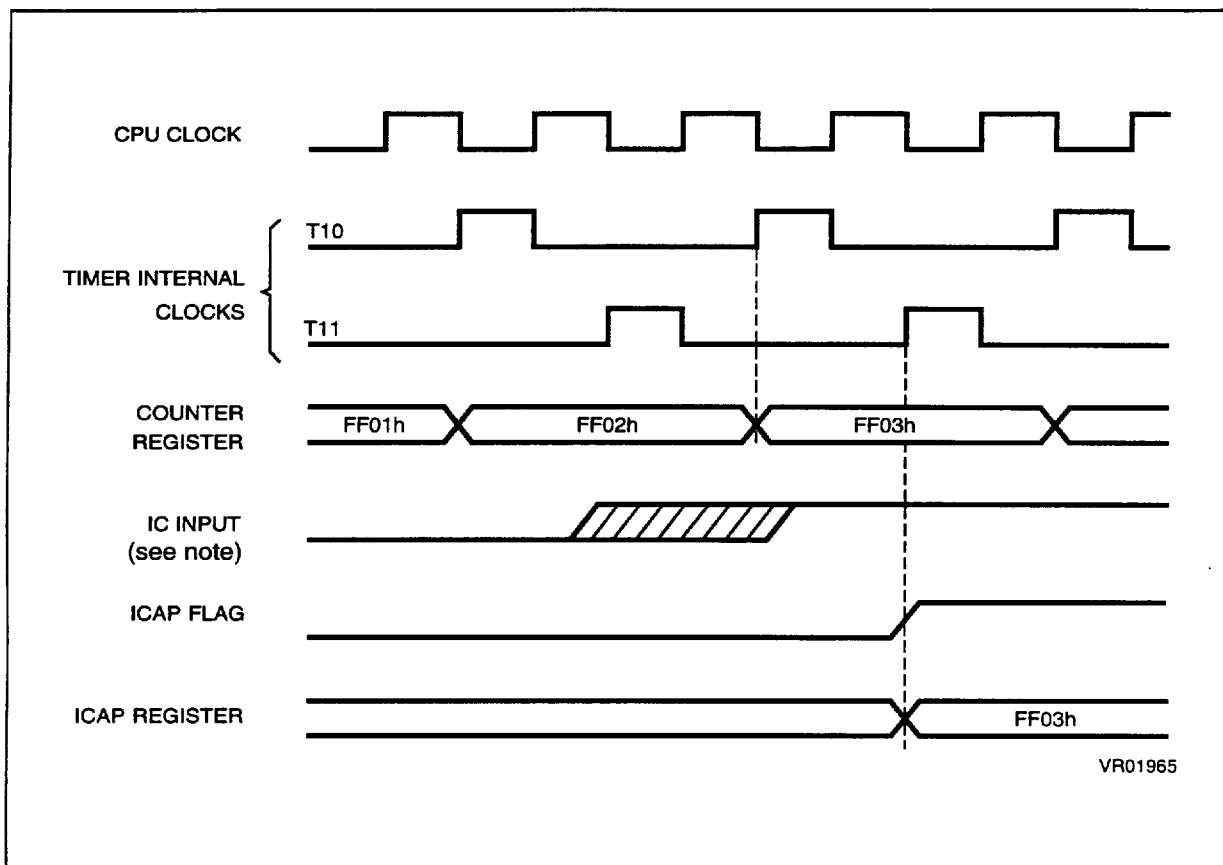 CPU CLOCK
T10
TIMER INTERNAL
CLOCKS
T11
COUNTER
REGISTER
FF01h
FF02h
FF03h
IC INPUT
(see note)
ICAP FLAG
ICAP REGISTER
FF03h
VR01965